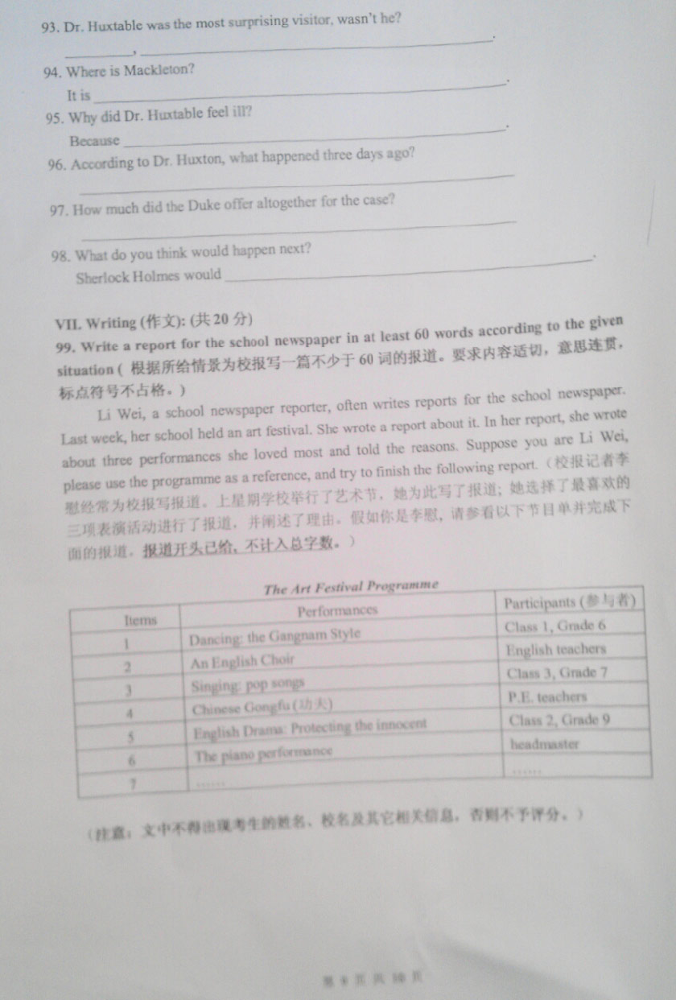 93. Dr. Huxtable was the most surprising visitor, wasn't he?
__________, ______________________________.
94. Where is Mackleton?
It is ______________________________.
95. Why did Dr. Huxtable feel ill?
Because ______________________________.
96. According to Dr. Huxton, what happened three days ago?
______________________________
97. How much did the Duke offer altogether for the case?
______________________________
98. What do you think would happen next?
Sherlock Holmes would ______________________________.
VII. Writing (作文): (共 20 分)
99. Write a report for the school newspaper in at least 60 words according to the given
situation ( 根据所给情景为校报写一篇不少于 60 词的报道。要求内容适切，意思连贯，
标点符号不占格。)
Li Wei, a school newspaper reporter, often writes reports for the school newspaper.
Last week, her school held an art festival. She wrote a report about it. In her report, she wrote
about three performances she loved most and told the reasons. Suppose you are Li Wei,
please use the programme as a reference, and try to finish the following report.（校报记者李
慰经常为校报写报道。上星期学校举行了艺术节，她为此写了报道；她选择了最喜欢的
三项表演活动进行了报道，并阐述了理由。假如你是李慰, 请参看以下节目单并完成下
面的报道。报道开头已给、不计入总字数。）
The Art Festival Programme
Items Performances Participants (参与者)
1 Dancing: the Gangnam Style Class 1, Grade 6
2 An English Choir English teachers
3 Singing: pop songs Class 3, Grade 7
4 Chinese Gongfu (功夫) P.E. teachers
5 English Drama: Protecting the innocent Class 2, Grade 9
6 The piano performance headmaster
7 …… ……
（注意：文中不得出现考生的姓名、校名及其它相关信息，否则不予评分。）
第 9 页 共 10 页